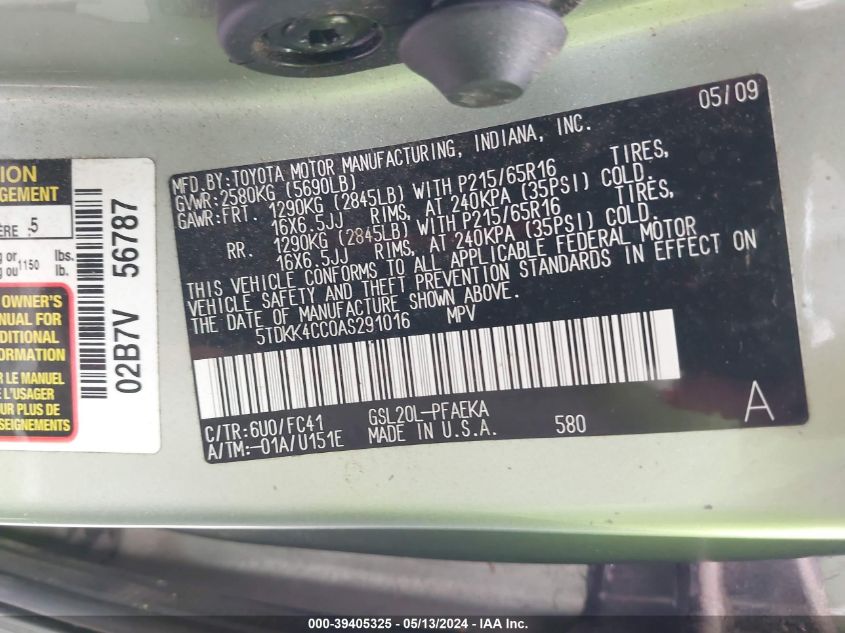 05/09
MFD.BY:TOYOTA MOTOR MANUFACTURING, INDIANA, INC.
GVWR:2580KG (5690LB)
GAWR:FRT. 1290KG (2845LB) WITH P215/65R16 TIRES,
16X6.5JJ RIMS, AT 240KPA (35PSI) COLD.
RR. 1290KG (2845LB) WITH P215/65R16 TIRES,
16X6.5JJ RIMS, AT 240KPA (35PSI) COLD.
THIS VEHICLE CONFORMS TO ALL APPLICABLE FEDERAL MOTOR
VEHICLE SAFETY AND THEFT PREVENTION STANDARDS IN EFFECT ON
THE DATE OF MANUFACTURE SHOWN ABOVE.
5TDKK4CC0AS291016 MPV
C/TR:6U0/FC41 GSL20L-PFAEKA
A/TM:-01A/U151E MADE IN U.S.A. 580
A
5
1150 lbs.
ou lb.
OWNER'S
FOR
LE MANUEL
L'USAGER
PLUS DE
02B7V 56787
000-39405325 - 05/13/2024 - IAA Inc.